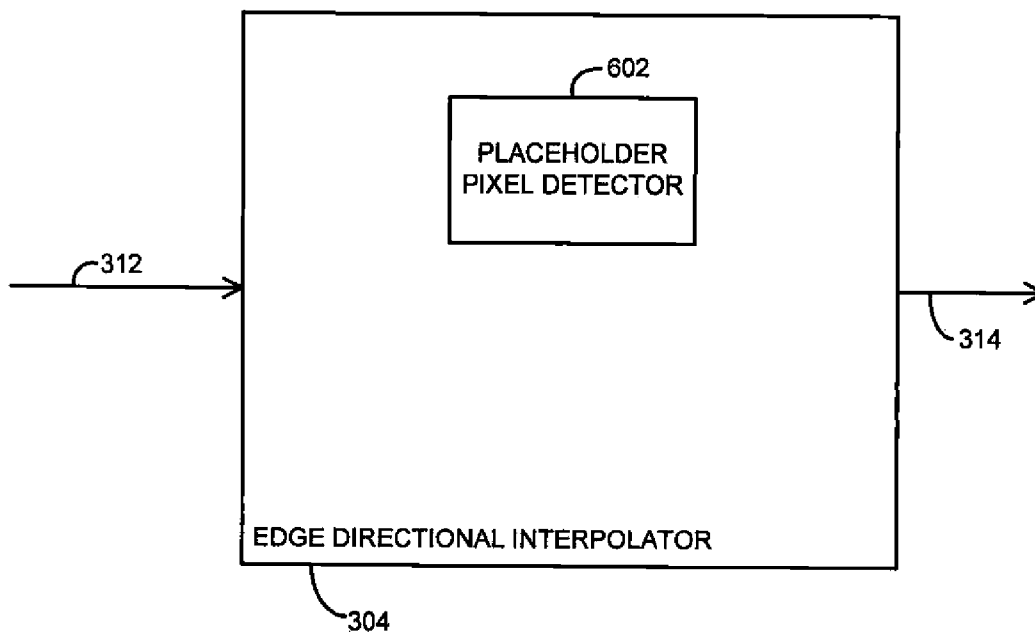 602
PLACEHOLDER
PIXEL DETECTOR
312
314
EDGE DIRECTIONAL INTERPOLATOR
304